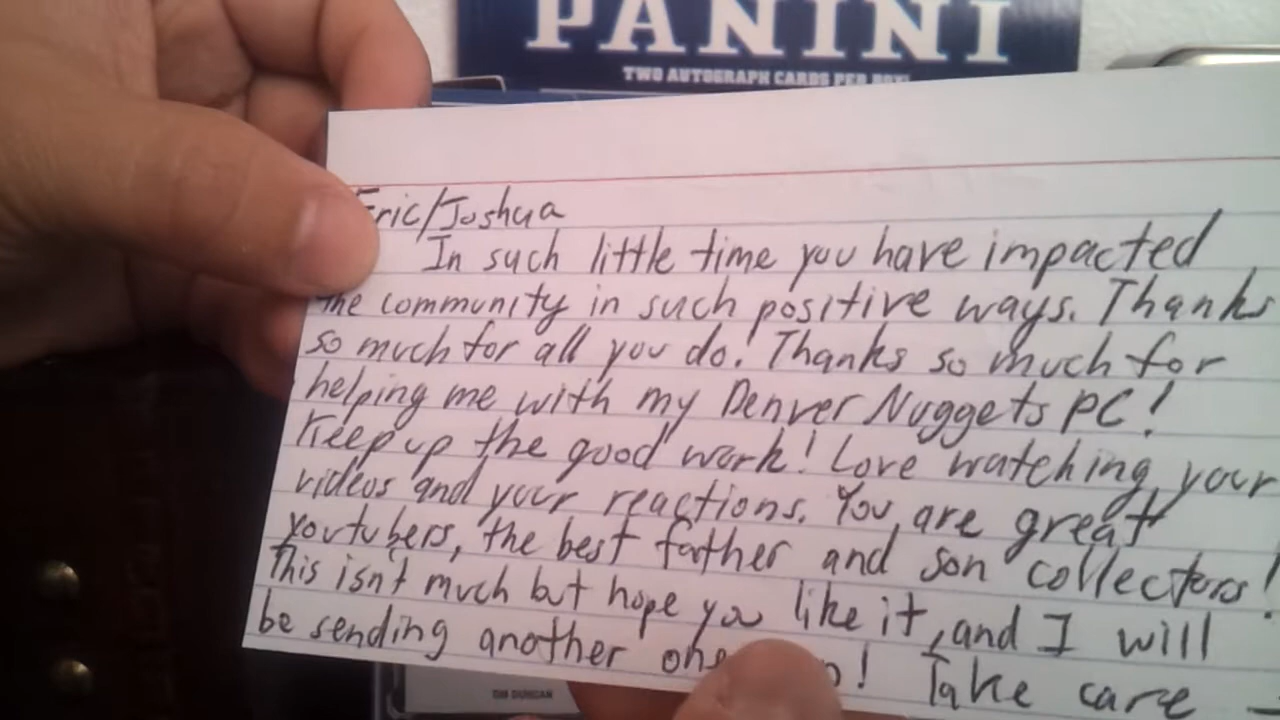 PANINI
TWO AUTOGRAPH CARDS PER BOX!
Eric/Joshua
In such little time you have impacted
the community in such positive ways. Thanks
so much for all you do! Thanks so much for
helping me with my Denver Nuggets PC!
Keep up the good work! Love watching your
videos and your reactions. You are great
youtubers, the best father and son collectors!
This isn't much but hope you like it, and I will
be sending another one ! Take care -
TIM DUNCAN